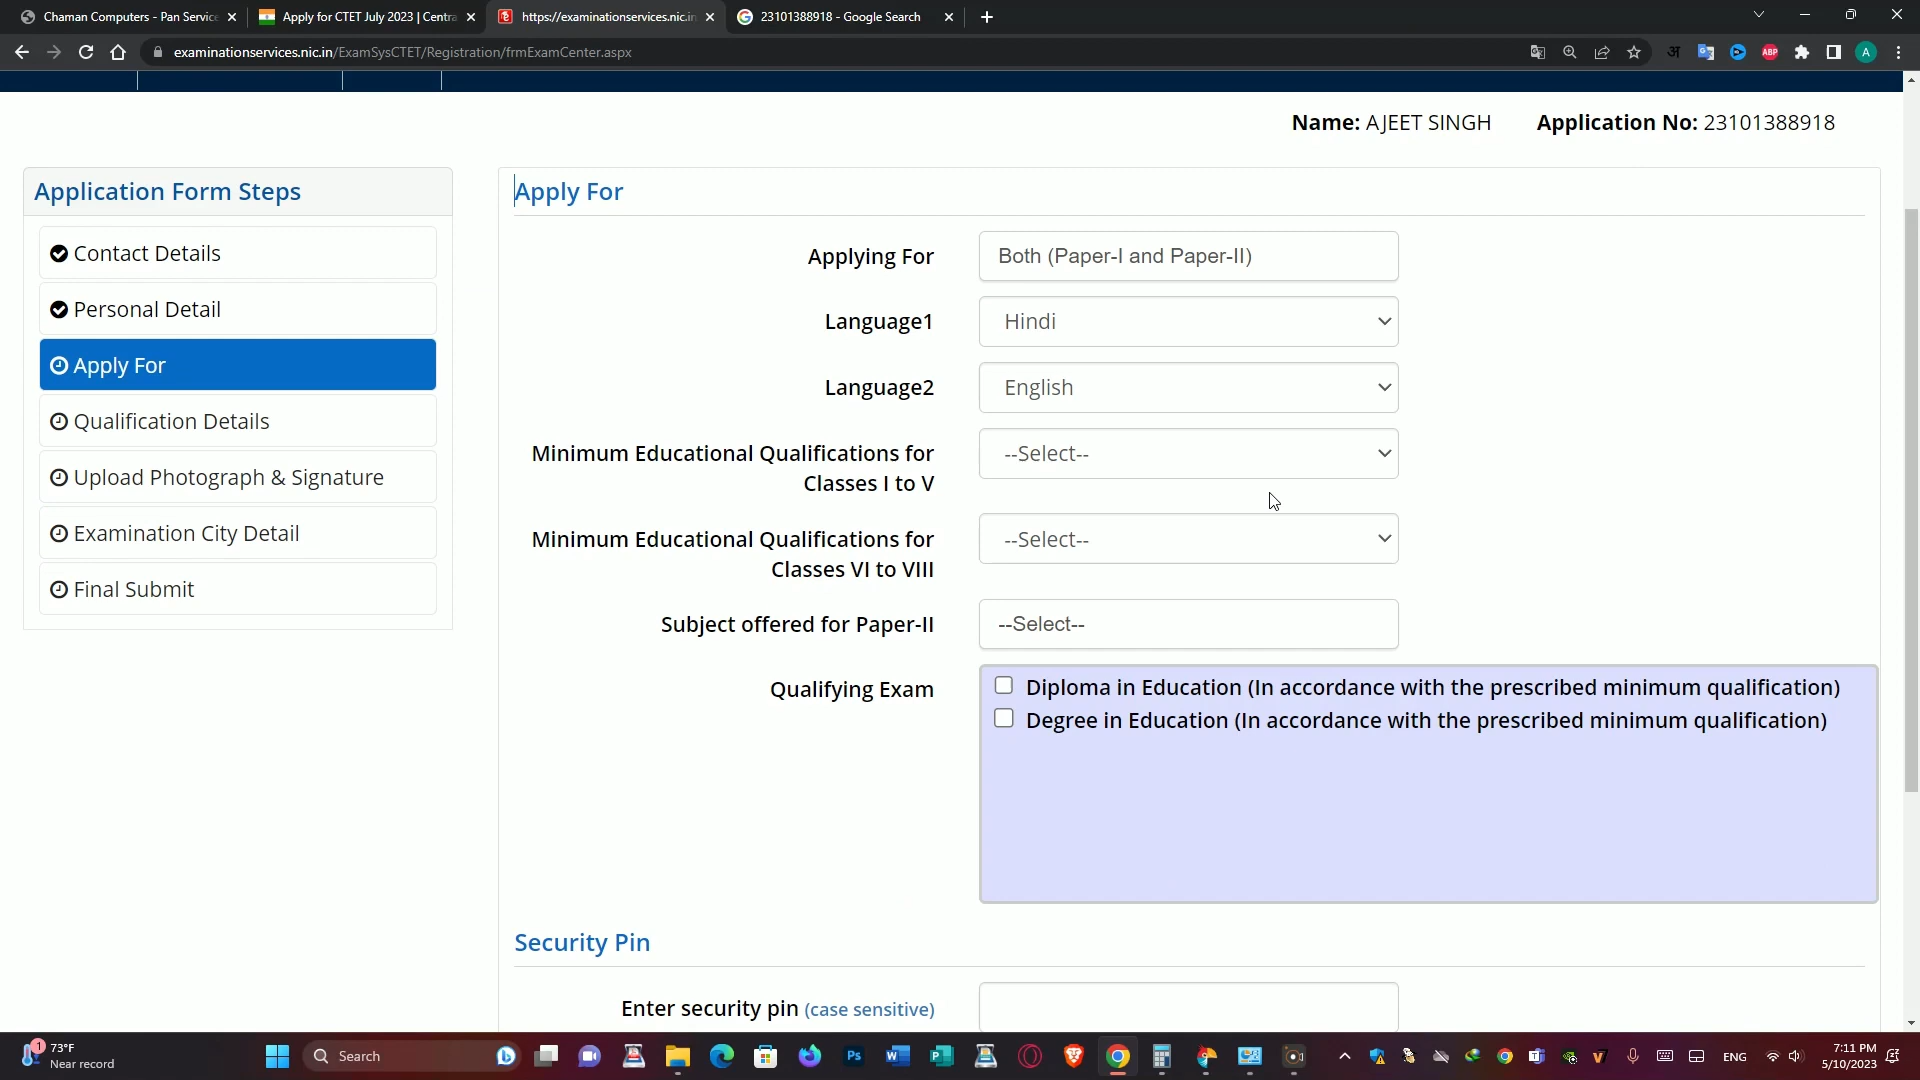 Chaman Computers - Pan Service
Apply for CTET July 2023 | Centra
https://examinationservices.nic.in
23101388918 - Google Search
examinationservices.nic.in/ExamSysCTET/Registration/frmExamCenter.aspx
अ
ABP
A
Name: AJEET SINGH Application No: 23101388918
Application Form Steps
Contact Details
Personal Detail
Apply For
Qualification Details
Upload Photograph & Signature
Examination City Detail
Final Submit
Apply For
Applying For Both (Paper-I and Paper-II)
Language1 Hindi
Language2 English
Minimum Educational Qualifications for --Select--
Classes I to V
Minimum Educational Qualifications for --Select--
Classes VI to VIII
Subject offered for Paper-II --Select--
Qualifying Exam Diploma in Education (In accordance with the prescribed minimum qualification)
Degree in Education (In accordance with the prescribed minimum qualification)
Security Pin
Enter security pin (case sensitive)
1
73°F
Near record
Search
Ps
ENG
7:11 PM
5/10/2023